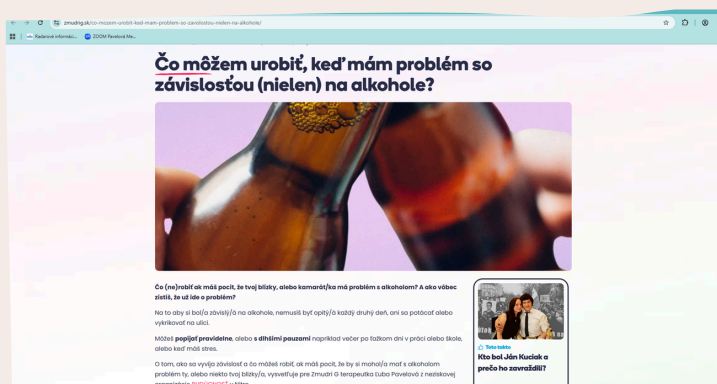 zmudrig.sk/co-mozem-urobit-ked-mam-problem-so-zavislostou-nielen-na-alkohole/
Radarové informác...
ZOOM Pavelová Me...
Čo môžem urobiť, keď mám problém so
závislosťou (nielen) na alkohole?
Čo (ne)robiť ak máš pocit, že tvoj blízky, alebo kamarát/ka má problém s alkoholom? A ako vôbec
zistíš, že už ide o problém?
Na to aby si bol/a závislý/á na alkohole, nemusíš byť opitý/á každý druhý deň, ani sa potácať alebo
vykrikovať na ulici.
Môžeš popíjať pravidelne, alebo s dlhšími pauzami napríklad večer po ťažkom dni v práci alebo škole,
alebo keď máš stres.
O tom, ako sa vyvíja závislosť a čo môžeš robiť, ak máš pocit, že by si mohol/a mať s alkoholom
problém ty, alebo niekto tvoj blízky/a, vysvetľuje pre Zmudri G terapeutka Ľuba Pavelová z neziskovej
Toto takto
Kto bol Ján Kuciak a
prečo ho zavraždili?